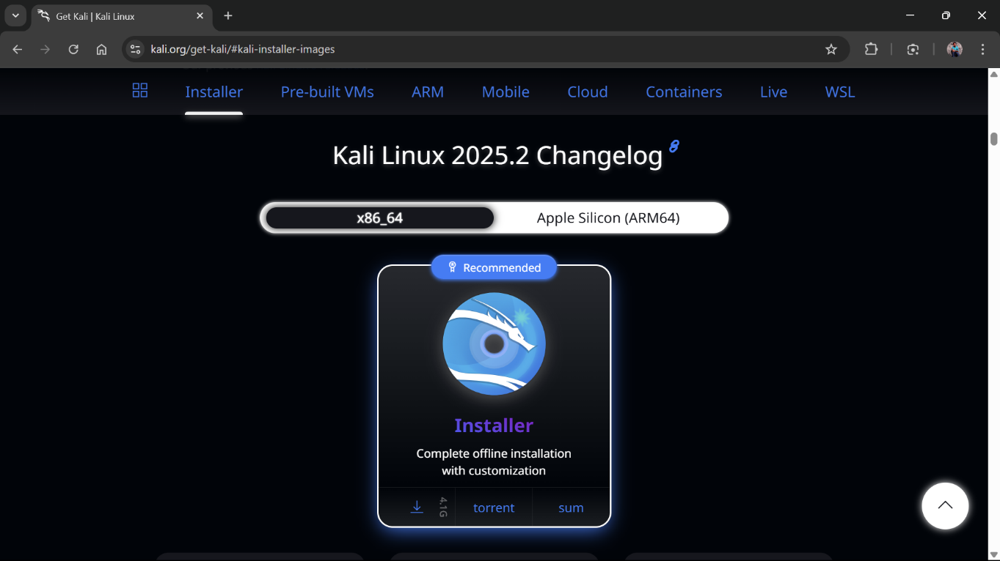 Get Kali | Kali Linux
kali.org/get-kali/#kali-installer-images
Installer Pre-built VMs ARM Mobile Cloud Containers Live WSL
Kali Linux 2025.2 Changelog
x86_64 Apple Silicon (ARM64)
Recommended
Installer
Complete offline installation
with customization
4.1G torrent sum